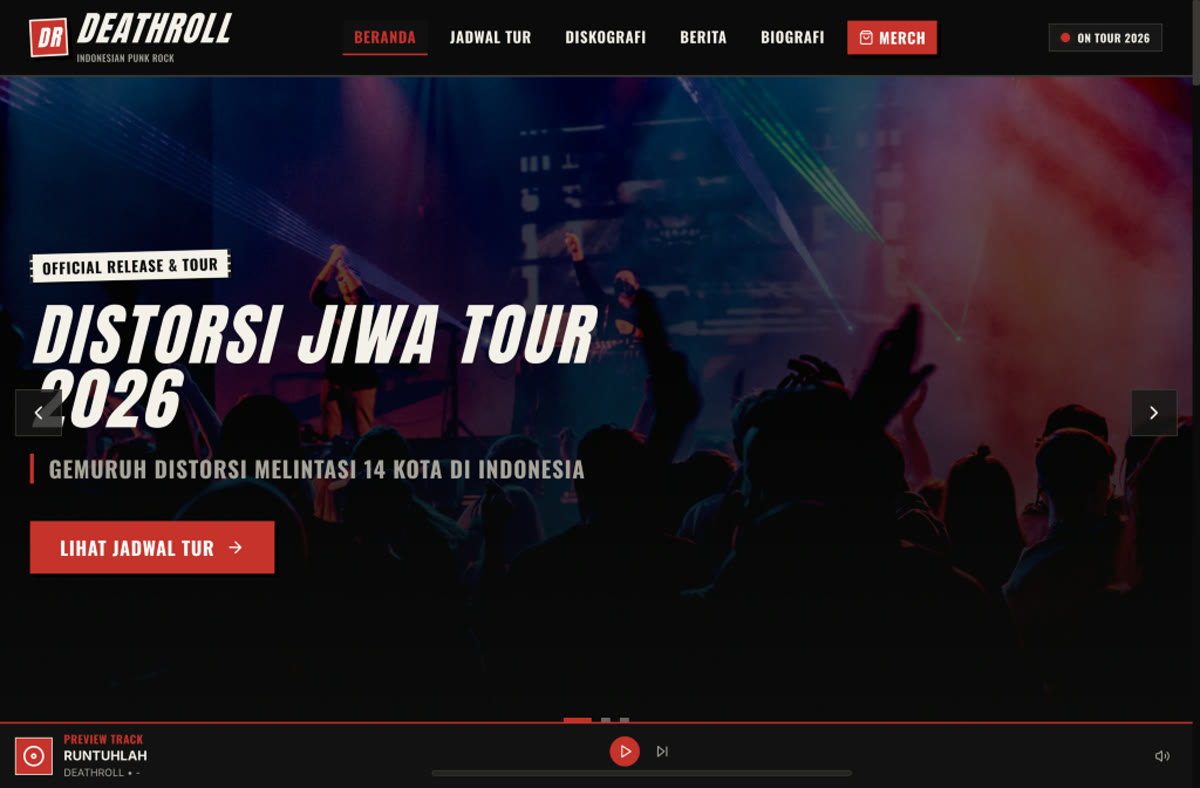 DR
DEATHROLL
INDONESIAN PUNK ROCK
BERANDA
JADWAL TUR
DISKOGRAFI
BERITA
BIOGRAFI
MERCH
ON TOUR 2026
OFFICIAL RELEASE & TOUR
DISTORSI JIWA TOUR
2026
GEMURUH DISTORSI MELINTASI 14 KOTA DI INDONESIA
LIHAT JADWAL TUR →
PREVIEW TRACK
RUNTUHLAH
DEATHROLL • -